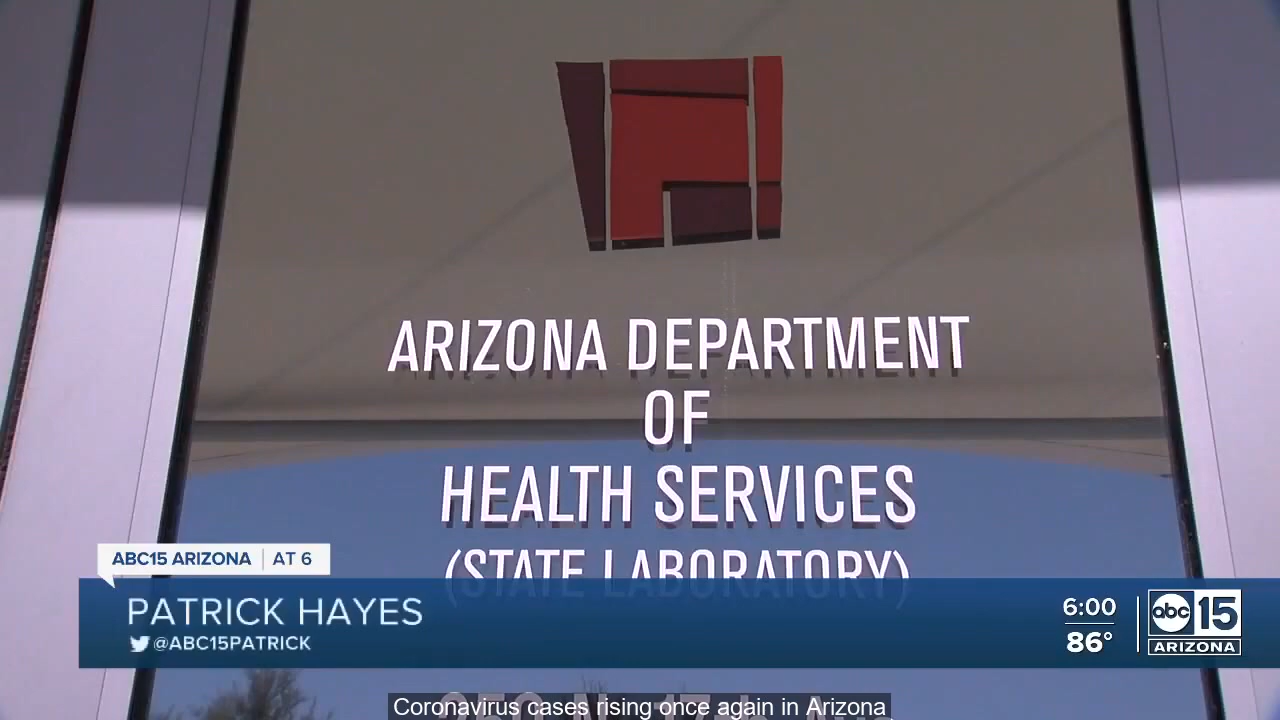 ARIZONA DEPARTMENT
OF
HEALTH SERVICES
(STATE LABORATORY)
ABC15 ARIZONA | AT 6
PATRICK HAYES
@ABC15PATRICK
6:00
86°
abc 15
ARIZONA
Coronavirus cases rising once again in Arizona